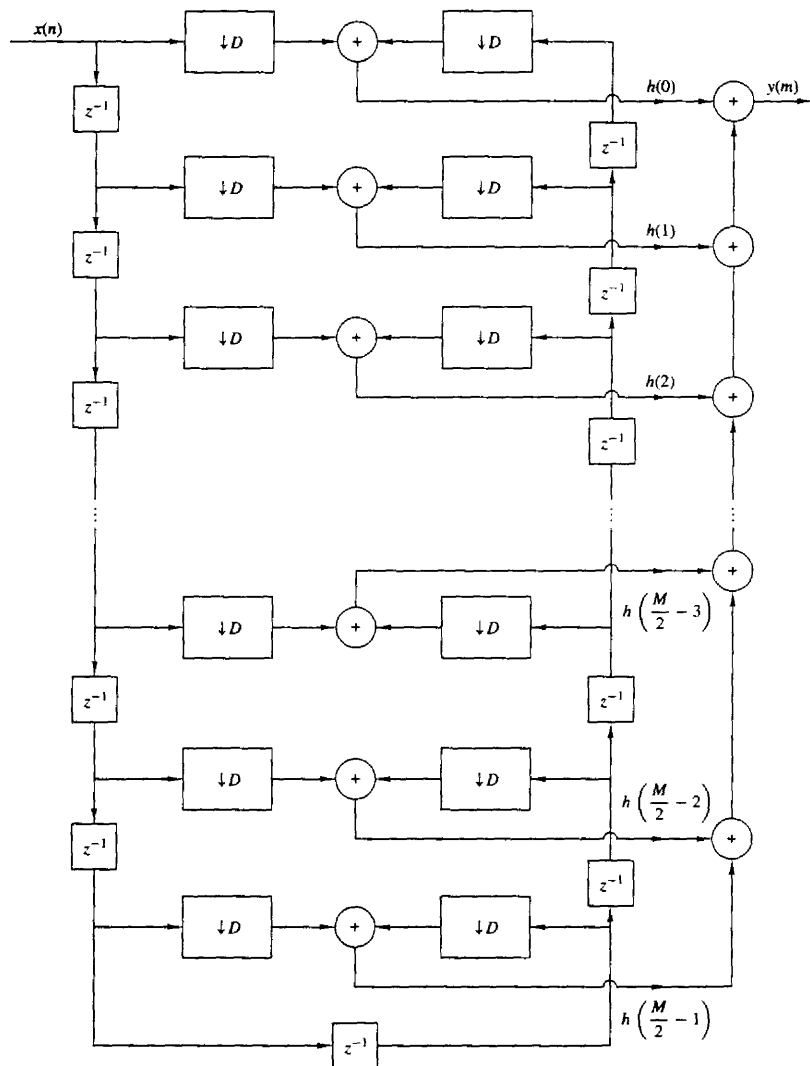 x(n)
↓D
+
↓D
h(0)
+
y(m)
z⁻¹
z⁻¹
↓D
+
↓D
h(1)
+
z⁻¹
z⁻¹
↓D
+
↓D
h(2)
+
z⁻¹
z⁻¹
...
...
...
+
↓D
+
↓D
h(M/2 − 3)
z⁻¹
z⁻¹
↓D
+
↓D
h(M/2 − 2)
+
z⁻¹
z⁻¹
↓D
+
↓D
h(M/2 − 1)
z⁻¹